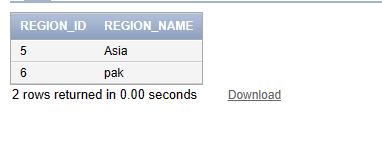 REGION_ID REGION_NAME
5 Asia
6 pak
2 rows returned in 0.00 seconds Download